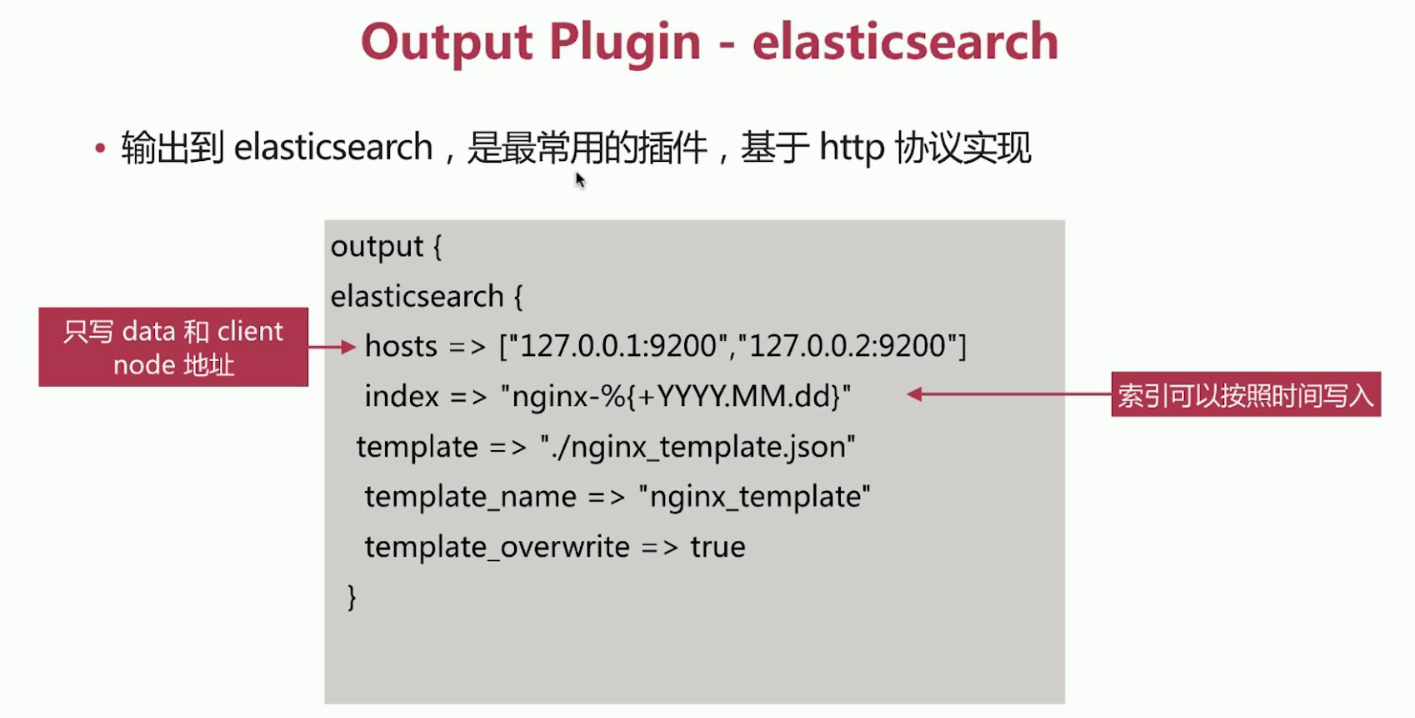 Output Plugin - elasticsearch
• 输出到 elasticsearch，是最常用的插件，基于 http 协议实现
output {
elasticsearch {
只写 data 和 client
node 地址
hosts => ["127.0.0.1:9200","127.0.0.2:9200"]
index => "nginx-%{+YYYY.MM.dd}"
索引可以按照时间写入
template => "./nginx_template.json"
template_name => "nginx_template"
template_overwrite => true
}